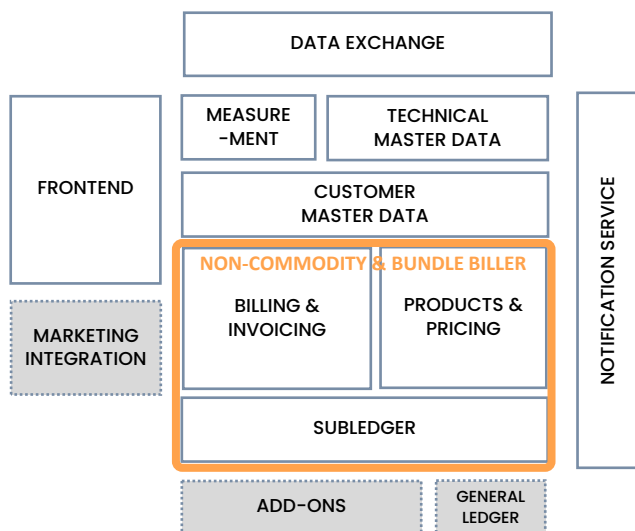 DATA EXCHANGE
MEASURE
-MENT
TECHNICAL
MASTER DATA
FRONTEND
CUSTOMER
MASTER DATA
NON-COMMODITY & BUNDLE BILLER
BILLING &
INVOICING
PRODUCTS &
PRICING
MARKETING
INTEGRATION
SUBLEDGER
ADD-ONS
GENERAL
LEDGER
NOTIFICATION SERVICE